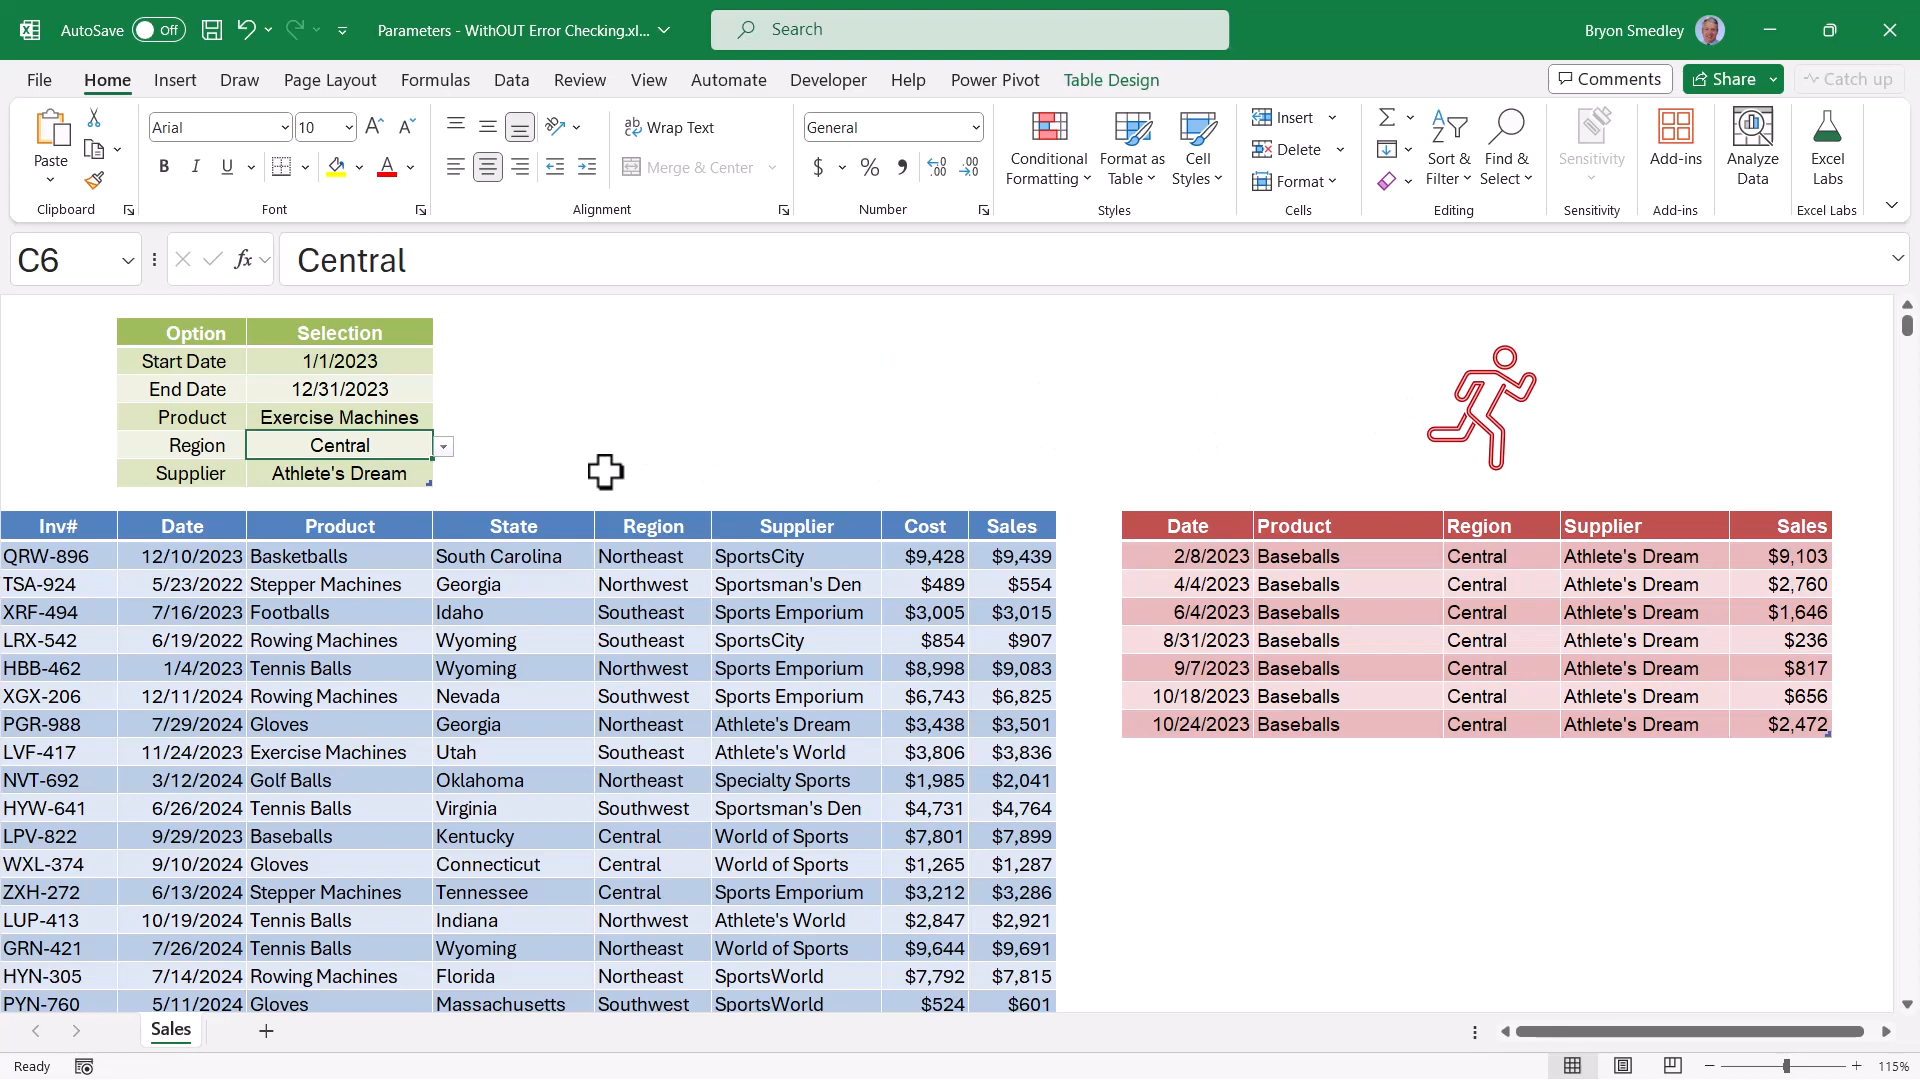 AutoSave Off Parameters - WithOUT Error Checking.xl... Search Bryon Smedley
File Home Insert Draw Page Layout Formulas Data Review View Automate Developer Help Power Pivot Table Design Comments Share Catch up
Arial 10 Wrap Text General Insert
Paste B I U Merge & Center $ % Conditional Formatting Format as Table Cell Styles Delete Format Sort & Filter Find & Select Sensitivity Add-ins Analyze Data Excel Labs
Clipboard Font Alignment Number Styles Cells Editing Sensitivity Add-ins Excel Labs
C6 fx Central
Option Selection
Start Date 1/1/2023
End Date 12/31/2023
Product Exercise Machines
Region Central
Supplier Athlete's Dream
Inv# Date Product State Region Supplier Cost Sales
QRW-896 12/10/2023 Basketballs South Carolina Northeast SportsCity $9,428 $9,439
TSA-924 5/23/2022 Stepper Machines Georgia Northwest Sportsman's Den $489 $554
XRF-494 7/16/2023 Footballs Idaho Southeast Sports Emporium $3,005 $3,015
LRX-542 6/19/2022 Rowing Machines Wyoming Southeast SportsCity $854 $907
HBB-462 1/4/2023 Tennis Balls Wyoming Northwest Sports Emporium $8,998 $9,083
XGX-206 12/11/2024 Rowing Machines Nevada Southwest Sports Emporium $6,743 $6,825
PGR-988 7/29/2024 Gloves Georgia Northeast Athlete's Dream $3,438 $3,501
LVF-417 11/24/2023 Exercise Machines Utah Southeast Athlete's World $3,806 $3,836
NVT-692 3/12/2024 Golf Balls Oklahoma Northeast Specialty Sports $1,985 $2,041
HYW-641 6/26/2024 Tennis Balls Virginia Southwest Sportsman's Den $4,731 $4,764
LPV-822 9/29/2023 Baseballs Kentucky Central World of Sports $7,801 $7,899
WXL-374 9/10/2024 Gloves Connecticut Central World of Sports $1,265 $1,287
ZXH-272 6/13/2024 Stepper Machines Tennessee Central Sports Emporium $3,212 $3,286
LUP-413 10/19/2024 Tennis Balls Indiana Northwest Athlete's World $2,847 $2,921
GRN-421 7/26/2024 Tennis Balls Wyoming Northeast World of Sports $9,644 $9,691
HYN-305 7/14/2024 Rowing Machines Florida Northeast SportsWorld $7,792 $7,815
PYN-760 5/11/2024 Gloves Massachusetts Southwest SportsWorld $524 $601
Date Product Region Supplier Sales
2/8/2023 Baseballs Central Athlete's Dream $9,103
4/4/2023 Baseballs Central Athlete's Dream $2,760
6/4/2023 Baseballs Central Athlete's Dream $1,646
8/31/2023 Baseballs Central Athlete's Dream $236
9/7/2023 Baseballs Central Athlete's Dream $817
10/18/2023 Baseballs Central Athlete's Dream $656
10/24/2023 Baseballs Central Athlete's Dream $2,472
Sales
Ready 115%